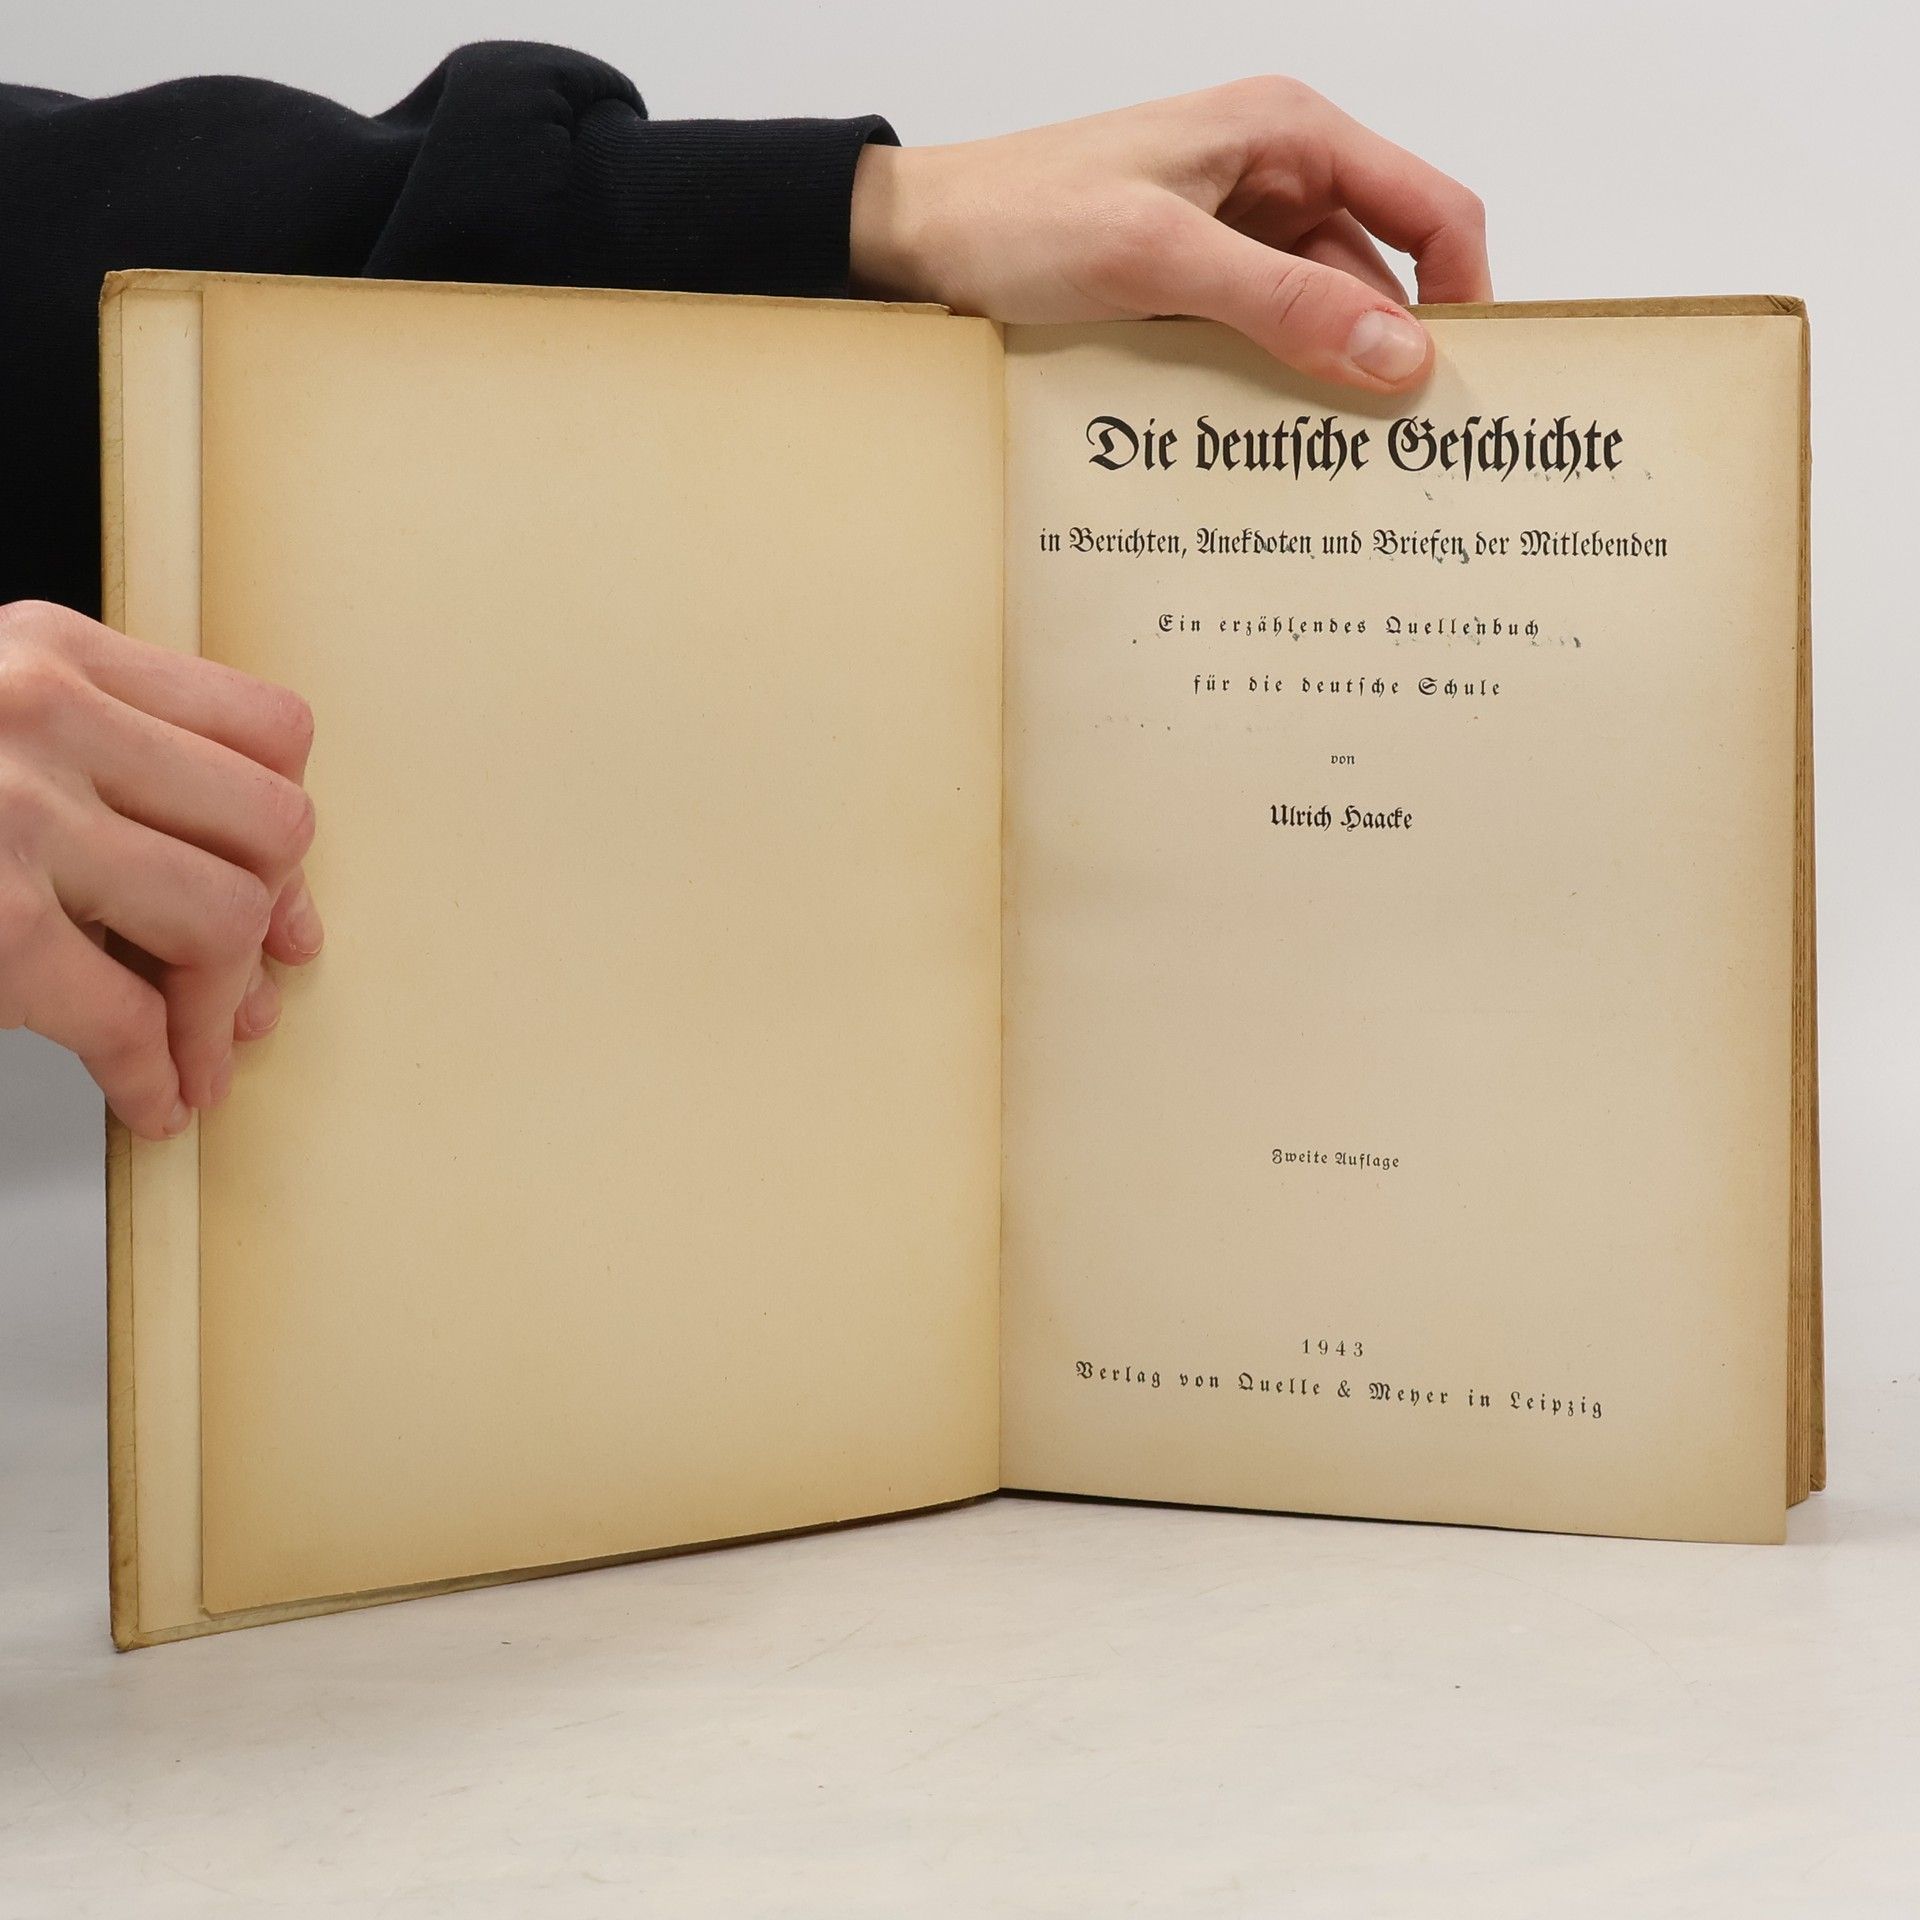 Die deutsche Geschichte
in Berichten, Anekdoten und Briefen der Mitlebenden
Ein erzählendes Quellenbuch
für die deutsche Schule
von
Ulrich Haacke
Zweite Auflage
1943
Verlag von Quelle & Meyer in Leipzig